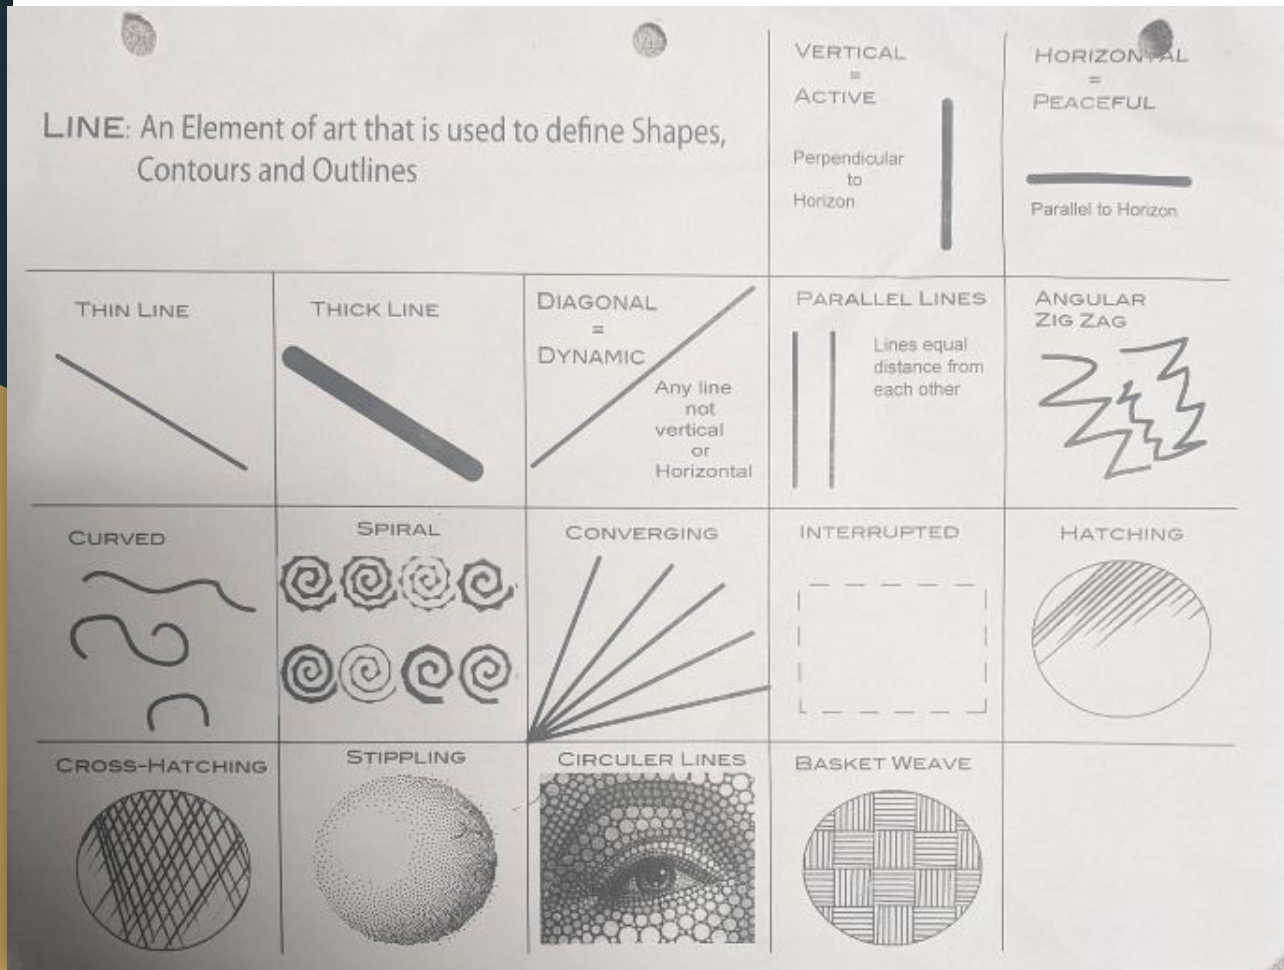 LINE: An Element of art that is used to define Shapes,
Contours and Outlines
VERTICAL
=
ACTIVE
Perpendicular
to
Horizon
HORIZONTAL
=
PEACEFUL
Parallel to Horizon
THIN LINE
THICK LINE
DIAGONAL
=
DYNAMIC
Any line
not
vertical
or
Horizontal
PARALLEL LINES
Lines equal
distance from
each other
ANGULAR
ZIG ZAG
CURVED
SPIRAL
CONVERGING
INTERRUPTED
HATCHING
CROSS-HATCHING
STIPPLING
CIRCULER LINES
BASKET WEAVE